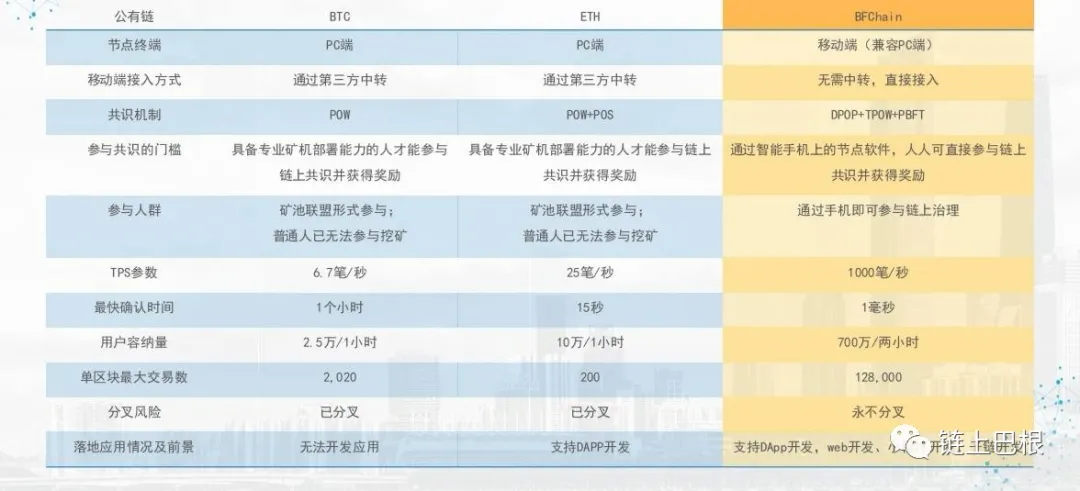 公有链 BTC ETH BFChain
节点终端 PC端 PC端 移动端（兼容PC端）
移动端接入方式 通过第三方中转 通过第三方中转 无需中转，直接接入
共识机制 POW POW+POS DPOP+TPOW+PBFT
参与共识的门槛 具备专业矿机部署能力的人才能参与 具备专业矿机部署能力的人才能参与链上 通过智能手机上的节点软件，人人可直接参与链上
链上共识并获得奖励 共识并获得奖励 共识并获得奖励
参与人群 矿池联盟形式参与； 矿池联盟形式参与； 通过手机即可参与链上治理
普通人已无法参与挖矿 普通人已无法参与挖矿
TPS参数 6.7笔/秒 25笔/秒 1000笔/秒
最快确认时间 1个小时 15秒 1毫秒
用户容纳量 2.5万/1小时 10万/1小时 700万/两小时
单区块最大交易数 2,020 200 128,000
分叉风险 已分叉 已分叉 永不分叉
落地应用情况及前景 无法开发应用 支持DAPP开发 支持DApp开发，web开发、
链上巴根